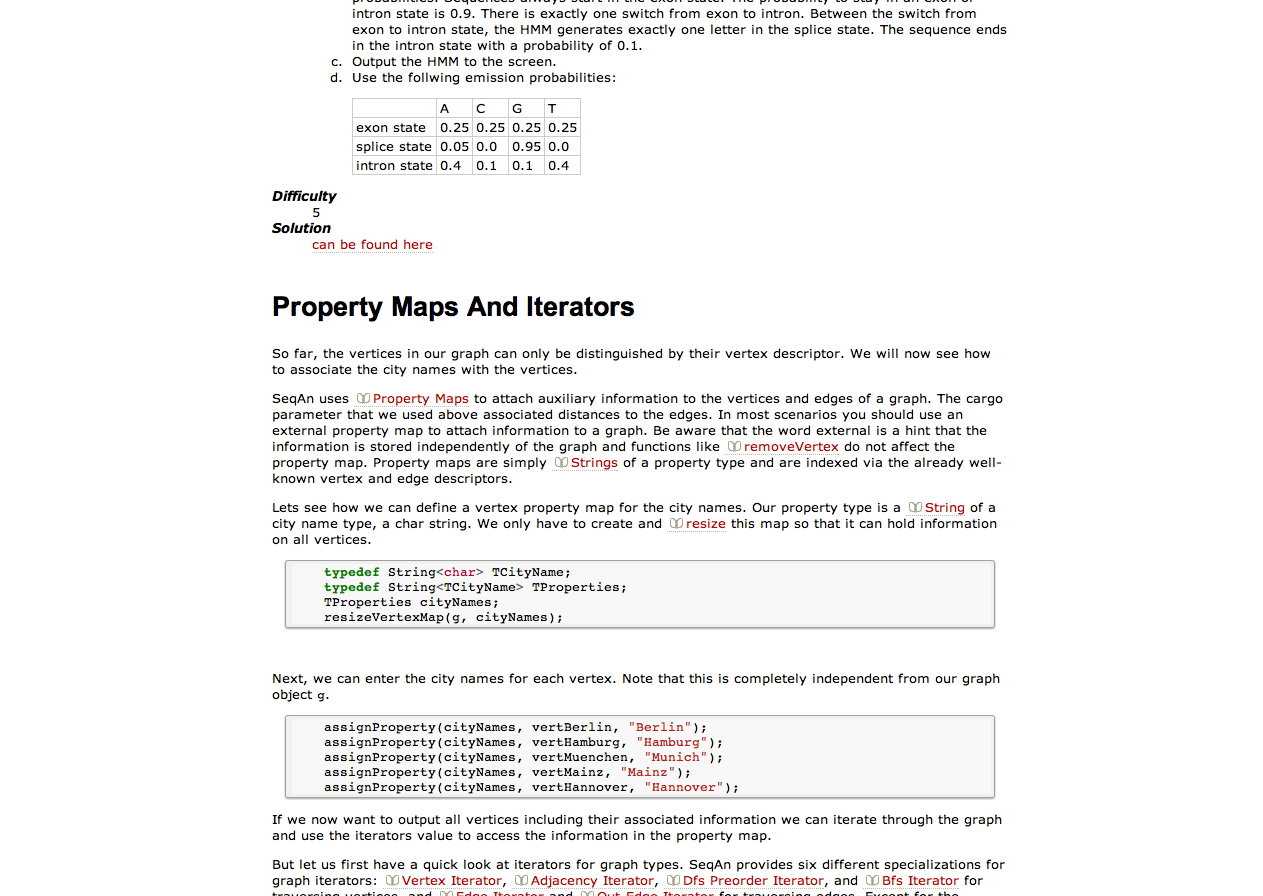 intron state is 0.9. There is exactly one switch from exon to intron. Between the switch from
exon to intron state, the HMM generates exactly one letter in the splice state. The sequence ends
in the intron state with a probability of 0.1.
c. Output the HMM to the screen.
d. Use the follwing emission probabilities:
A C G T
exon state 0.25 0.25 0.25 0.25
splice state 0.05 0.0 0.95 0.0
intron state 0.4 0.1 0.1 0.4
Difficulty
5
Solution
can be found here
Property Maps And Iterators
So far, the vertices in our graph can only be distinguished by their vertex descriptor. We will now see how
to associate the city names with the vertices.
SeqAn uses Property Maps to attach auxiliary information to the vertices and edges of a graph. The cargo
parameter that we used above associated distances to the edges. In most scenarios you should use an
external property map to attach information to a graph. Be aware that the word external is a hint that the
information is stored independently of the graph and functions like removeVertex do not affect the
property map. Property maps are simply Strings of a property type and are indexed via the already well-
known vertex and edge descriptors.
Lets see how we can define a vertex property map for the city names. Our property type is a String of a
city name type, a char string. We only have to create and resize this map so that it can hold information
on all vertices.
typedef String<char> TCityName;
typedef String<TCityName> TProperties;
TProperties cityNames;
resizeVertexMap(g, cityNames);
Next, we can enter the city names for each vertex. Note that this is completely independent from our graph
object g.
assignProperty(cityNames, vertBerlin, "Berlin");
assignProperty(cityNames, vertHamburg, "Hamburg");
assignProperty(cityNames, vertMuenchen, "Munich");
assignProperty(cityNames, vertMainz, "Mainz");
assignProperty(cityNames, vertHannover, "Hannover");
If we now want to output all vertices including their associated information we can iterate through the graph
and use the iterators value to access the information in the property map.
But let us first have a quick look at iterators for graph types. SeqAn provides six different specializations for
graph iterators: Vertex Iterator, Adjacency Iterator, Dfs Preorder Iterator, and Bfs Iterator for